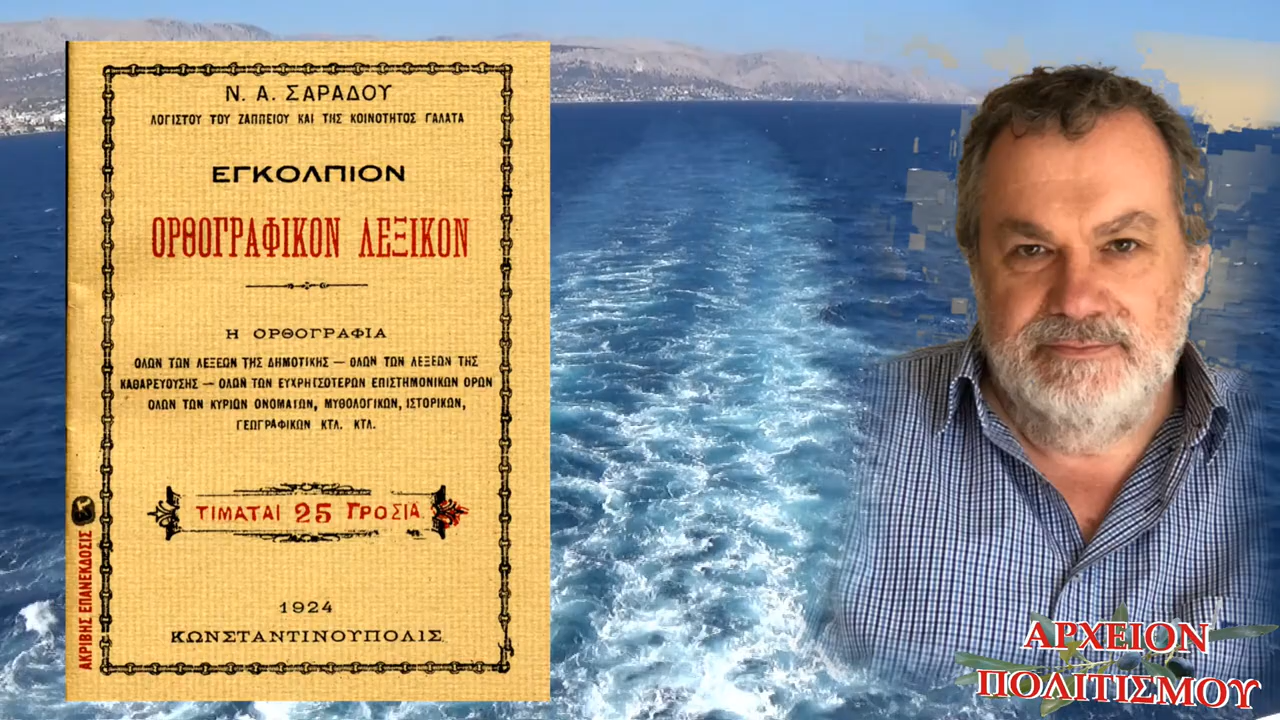 Ν. Α. ΣΑΡΑΔΟΥ
ΛΟΓΙΣΤΟΥ ΤΟΥ ΖΑΠΠΕΙΟΥ ΚΑΙ ΤΗΣ ΚΟΙΝΟΤΗΤΟΣ ΓΑΛΑΤΑ
ΕΓΚΟΛΠΙΟΝ
ΟΡΘΟΓΡΑΦΙΚΟΝ ΛΕΞΙΚΟΝ
Η ΟΡΘΟΓΡΑΦΙΑ
ΟΛΩΝ ΤΩΝ ΛΕΞΕΩΝ ΤΗΣ ΔΗΜΟΤΙΚΗΣ — ΟΛΩΝ ΤΩΝ ΛΕΞΕΩΝ ΤΗΣ
ΚΑΘΑΡΕΥΟΥΣΗΣ — ΟΛΩΝ ΤΩΝ ΕΥΧΡΗΣΟΤΕΡΩΝ ΕΠΙΣΤΗΜΟΝΙΚΩΝ ΟΡΩΝ
ΟΛΩΝ ΤΩΝ ΚΥΡΙΩΝ ΟΝΟΜΑΤΩΝ, ΜΥΘΟΛΟΓΙΚΩΝ, ΙΣΤΟΡΙΚΩΝ,
ΓΕΩΓΡΑΦΙΚΩΝ ΚΤΛ. ΚΤΛ.
ΤΙΜΑΤΑΙ 25 ΓΡΟΣΙΑ
1924
ΚΩΝΣΤΑΝΤΙΝΟΥΠΟΛΙΣ
ΑΚΡΙΒΗΣ ΕΠΑΝΕΚΔΟΣΙΣ
ΑΡΧΕΙΟΝ
ΠΟΛΙΤΙΣΜΟΥ